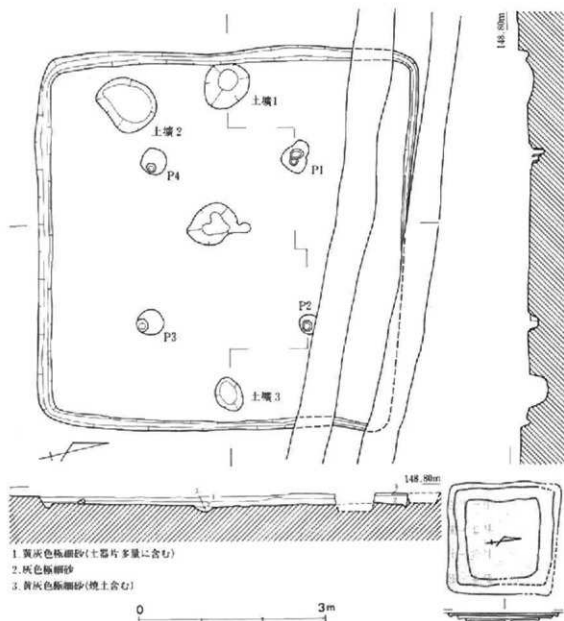 148.80m
土壙1
土壙2
P4
P1
P3
P2
土壙3
148.80m
1.黄灰色極細砂(土器片多量に含む)
2.灰色極細砂
3.黄灰色極細砂(焼土含む)
0 3m